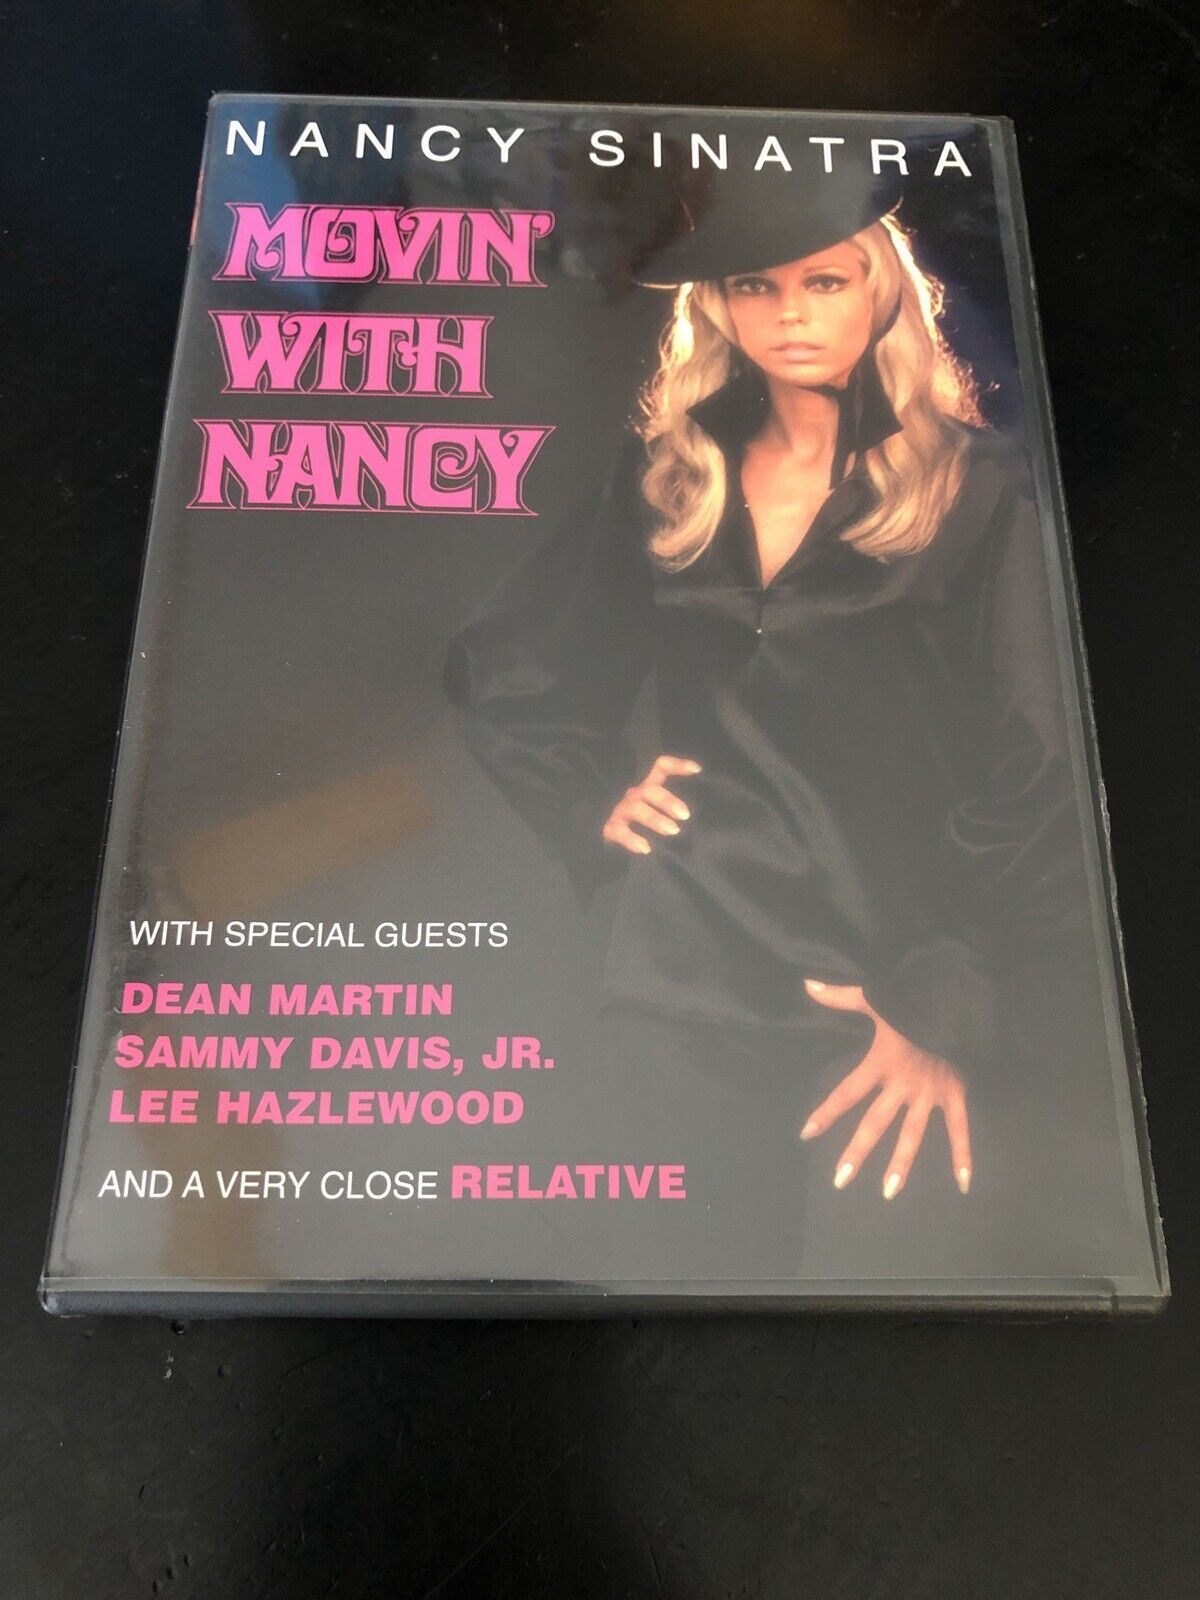 NANCY SINATRA
MOVIN'
WITH
NANCY
WITH SPECIAL GUESTS
DEAN MARTIN
SAMMY DAVIS, JR.
LEE HAZLEWOOD
AND A VERY CLOSE RELATIVE